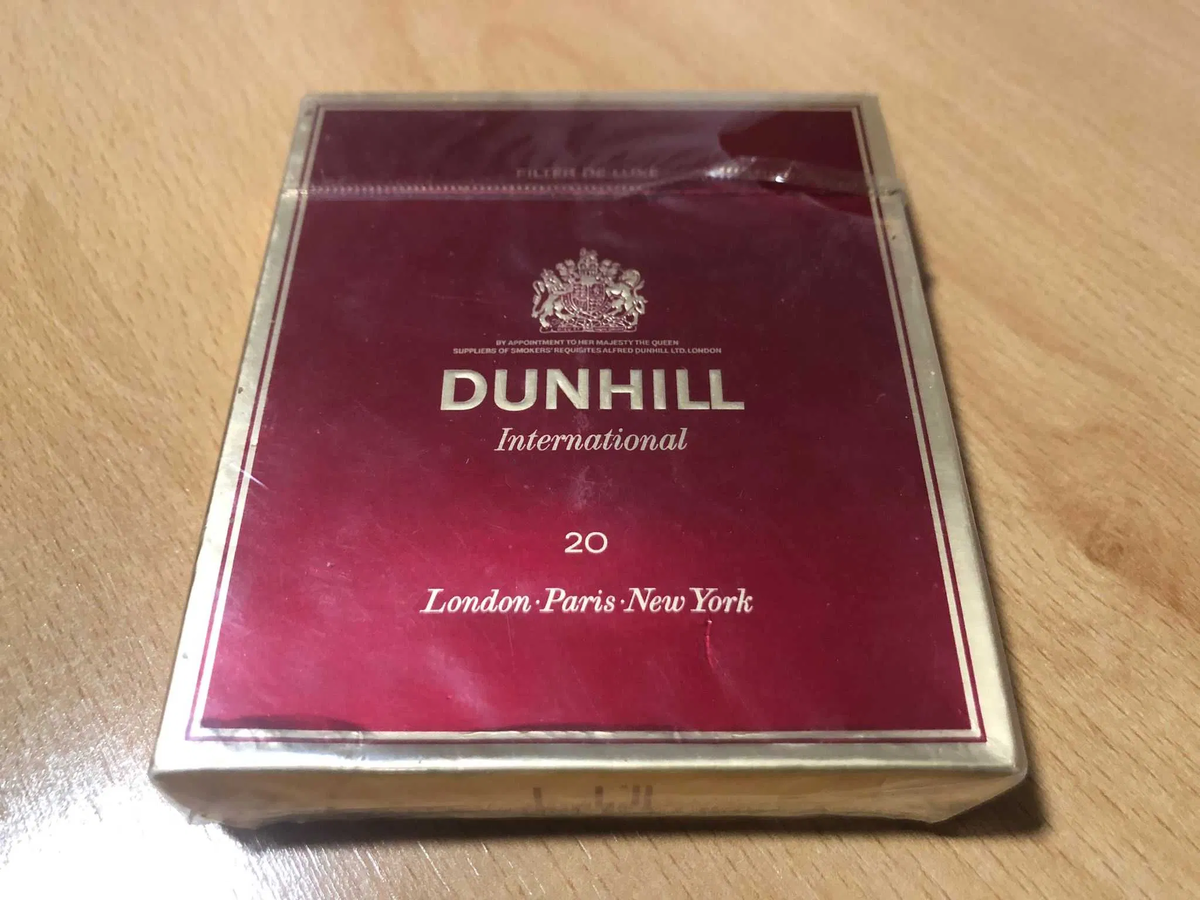 FILTER DE LUXE
BY APPOINTMENT TO HER MAJESTY THE QUEEN
SUPPLIERS OF SMOKERS' REQUISITES ALFRED DUNHILL LTD. LONDON
DUNHILL
International
20
London·Paris·New York
dunhill